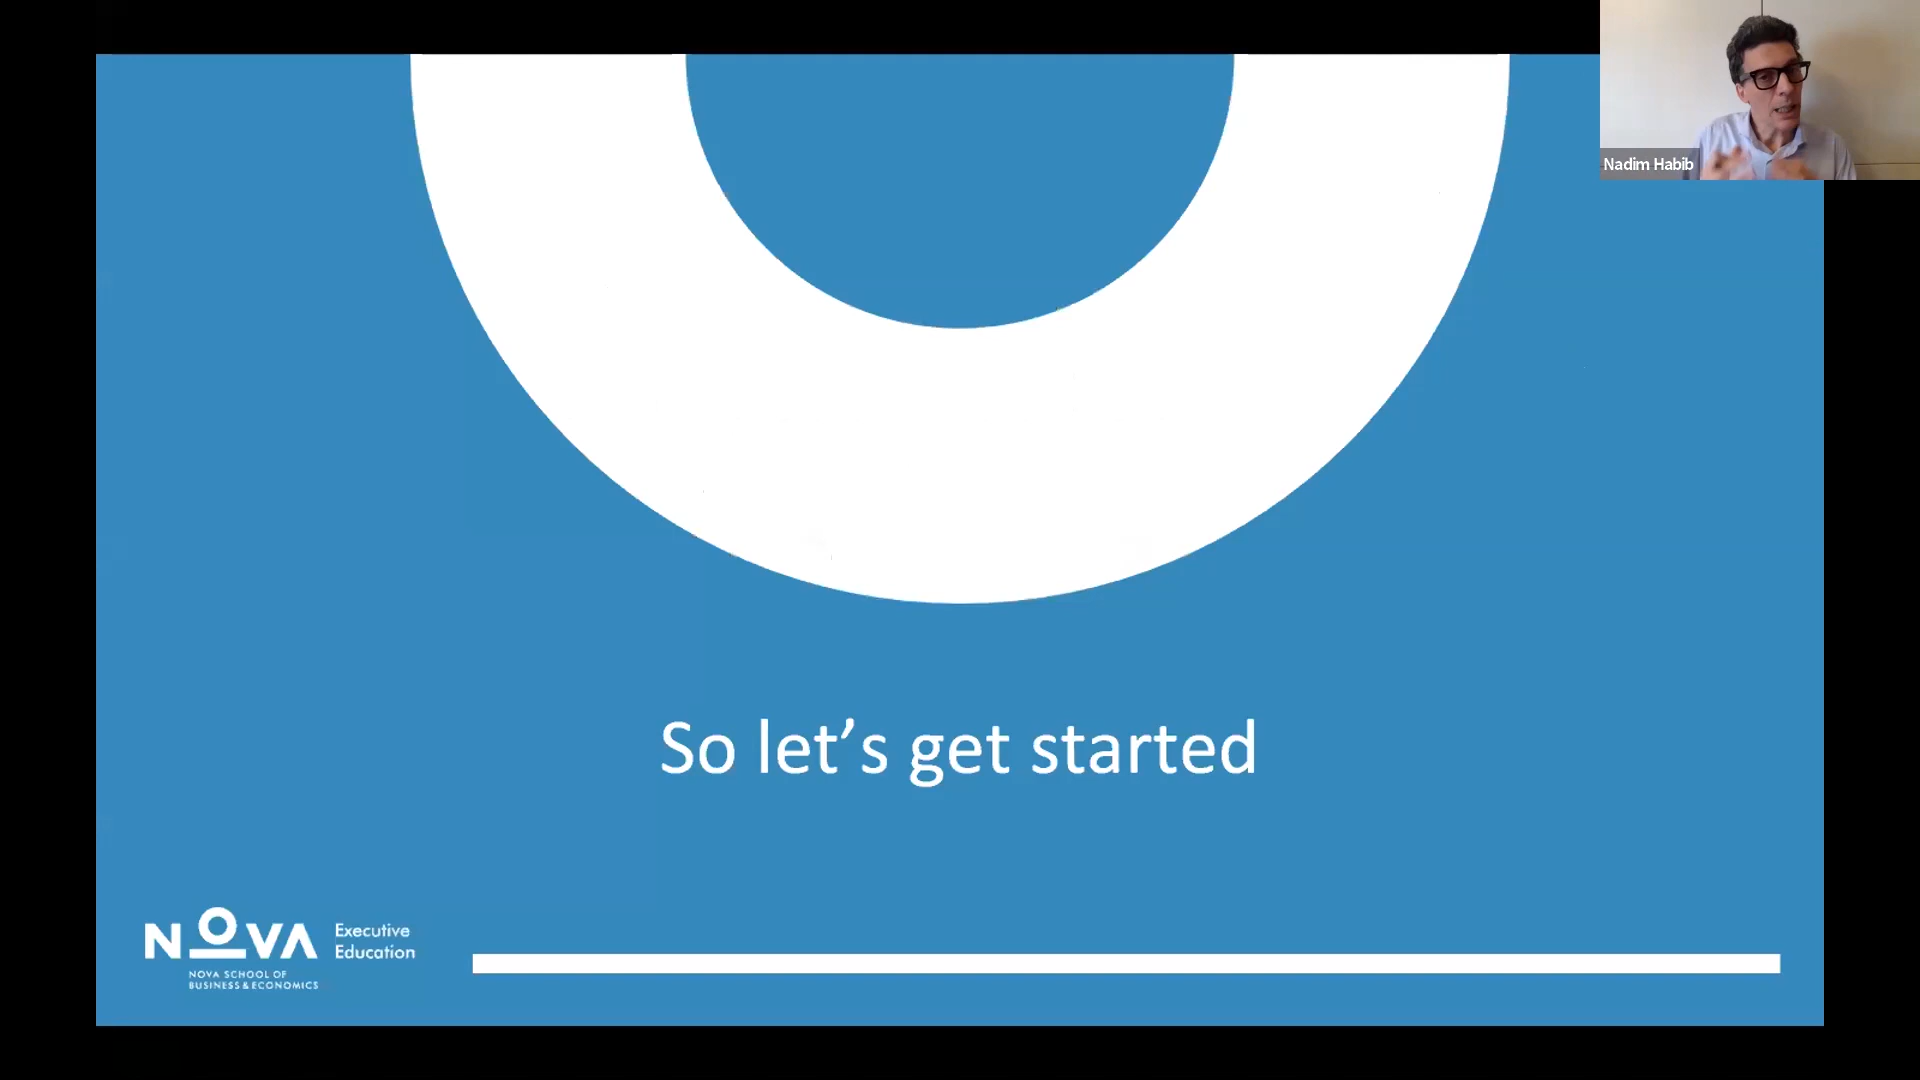 Nadim Habib
So let’s get started
NOVA
Executive
Education
NOVA SCHOOL OF
BUSINESS & ECONOMICS